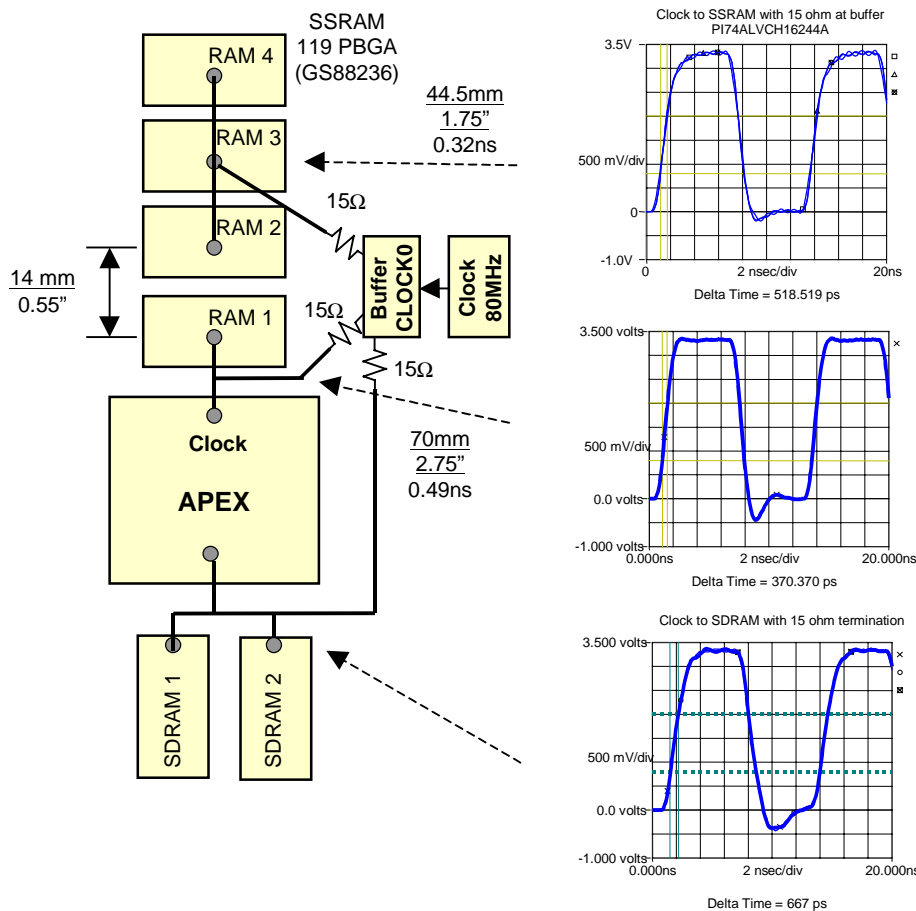 SSRAM
119 PBGA
(GS88236)
RAM 4
RAM 3
RAM 2
RAM 1
14 mm
0.55”
44.5mm
1.75”
0.32ns
15Ω
15Ω
15Ω
Buffer
CLOCK0
Clock
80MHz
70mm
2.75”
0.49ns
Clock
APEX
SDRAM 1
SDRAM 2
Clock to SSRAM with 15 ohm at buffer
PI74ALVCH16244A
3.5V
500 mV/div
0
-1.0V
0
2 nsec/div
20ns
Delta Time = 518.519 ps
3.500 volts
500 mV/div
0.0 volts
-1.000 volts
0.000ns
2 nsec/div
20.000ns
Delta Time = 370.370 ps
Clock to SDRAM with 15 ohm termination
3.500 volts
500 mV/div
0.0 volts
-1.000 volts
0.000ns
2 nsec/div
20.000ns
Delta Time = 667 ps